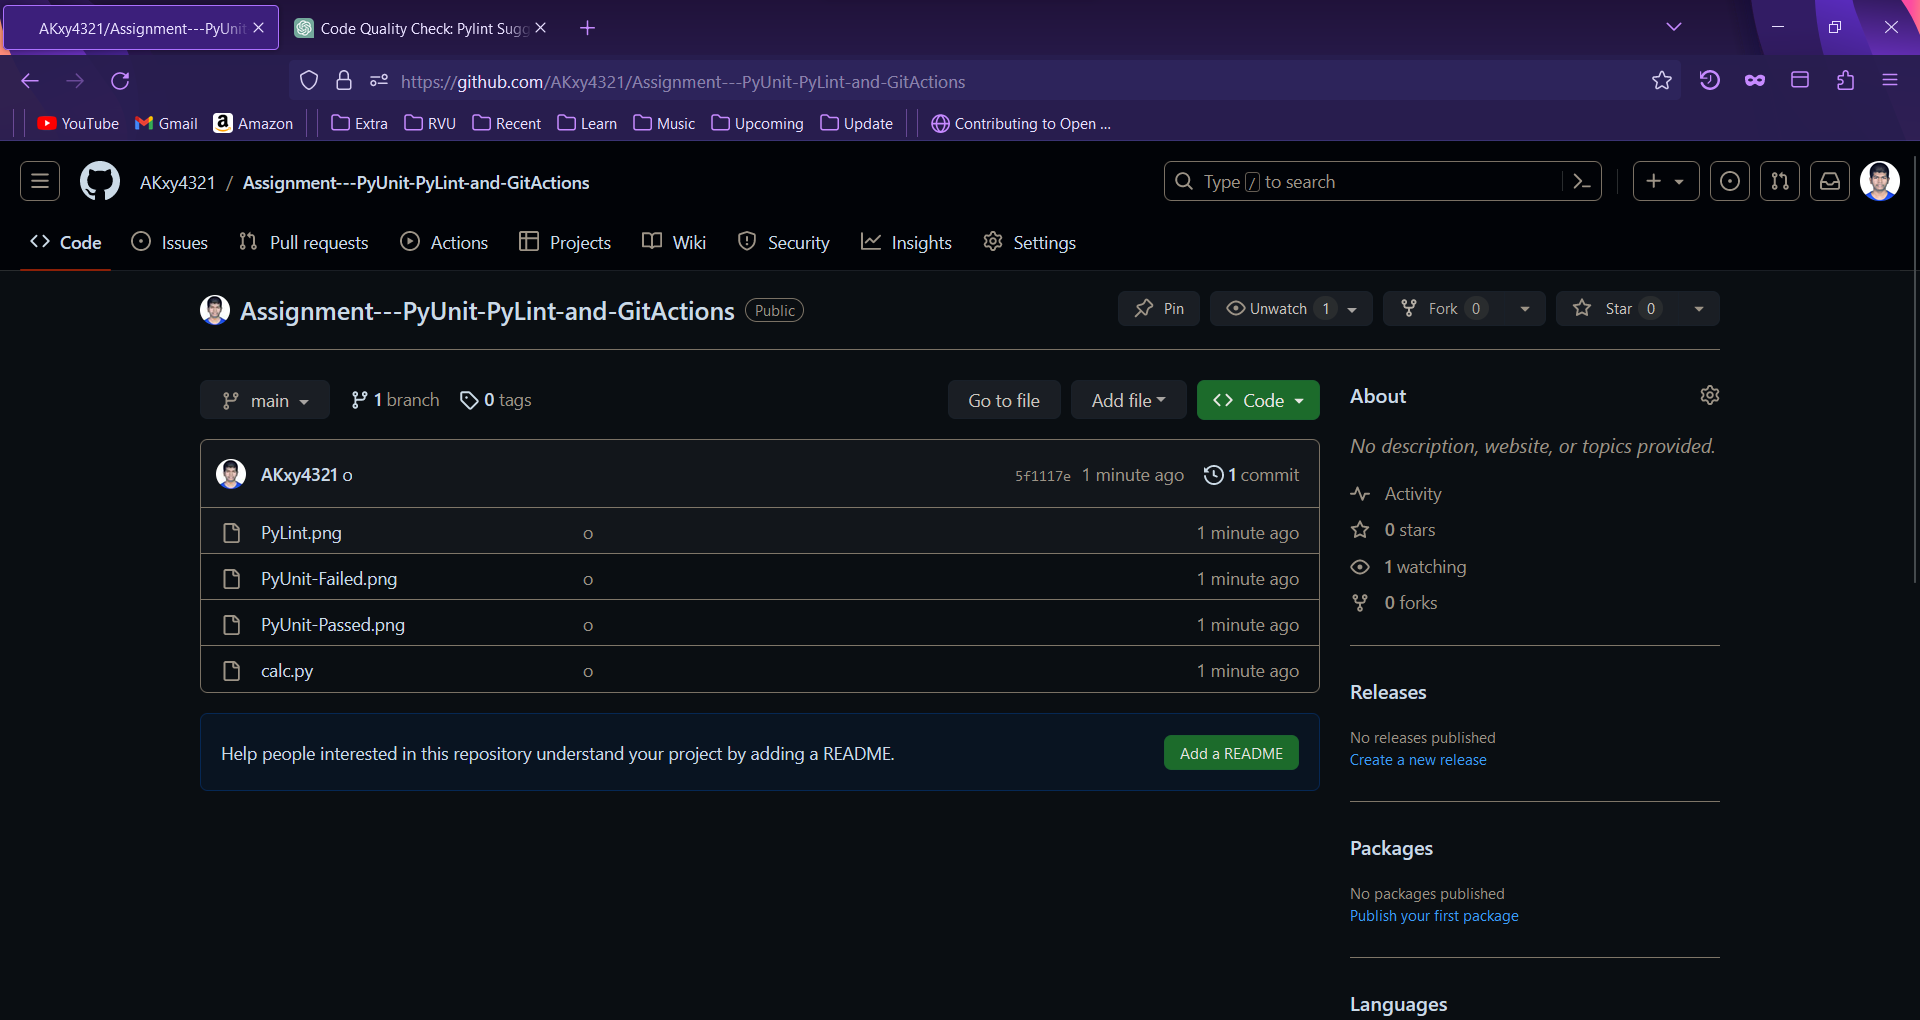 AKxy4321/Assignment---PyUnit
Code Quality Check: Pylint Sugg
https://github.com/AKxy4321/Assignment---PyUnit-PyLint-and-GitActions
YouTube Gmail Amazon Extra RVU Recent Learn Music Upcoming Update Contributing to Open ...
AKxy4321 / Assignment---PyUnit-PyLint-and-GitActions
Type / to search
Code Issues Pull requests Actions Projects Wiki Security Insights Settings
Assignment---PyUnit-PyLint-and-GitActions Public
Pin Unwatch 1 Fork 0 Star 0
main 1 branch 0 tags Go to file Add file Code
AKxy4321 o 5f1117e 1 minute ago 1 commit
PyLint.png o 1 minute ago
PyUnit-Failed.png o 1 minute ago
PyUnit-Passed.png o 1 minute ago
calc.py o 1 minute ago
Help people interested in this repository understand your project by adding a README. Add a README
About
No description, website, or topics provided.
Activity
0 stars
1 watching
0 forks
Releases
No releases published
Create a new release
Packages
No packages published
Publish your first package
Languages